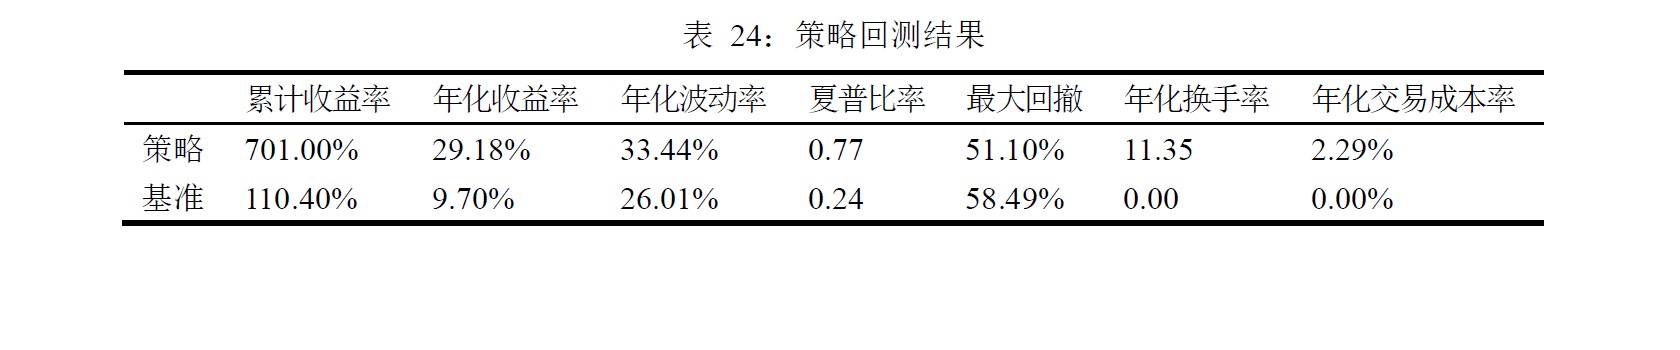 表 24：策略回测结果
累计收益率 年化收益率 年化波动率 夏普比率 最大回撤 年化换手率 年化交易成本率
策略 701.00% 29.18% 33.44% 0.77 51.10% 11.35 2.29%
基准 110.40% 9.70% 26.01% 0.24 58.49% 0.00 0.00%